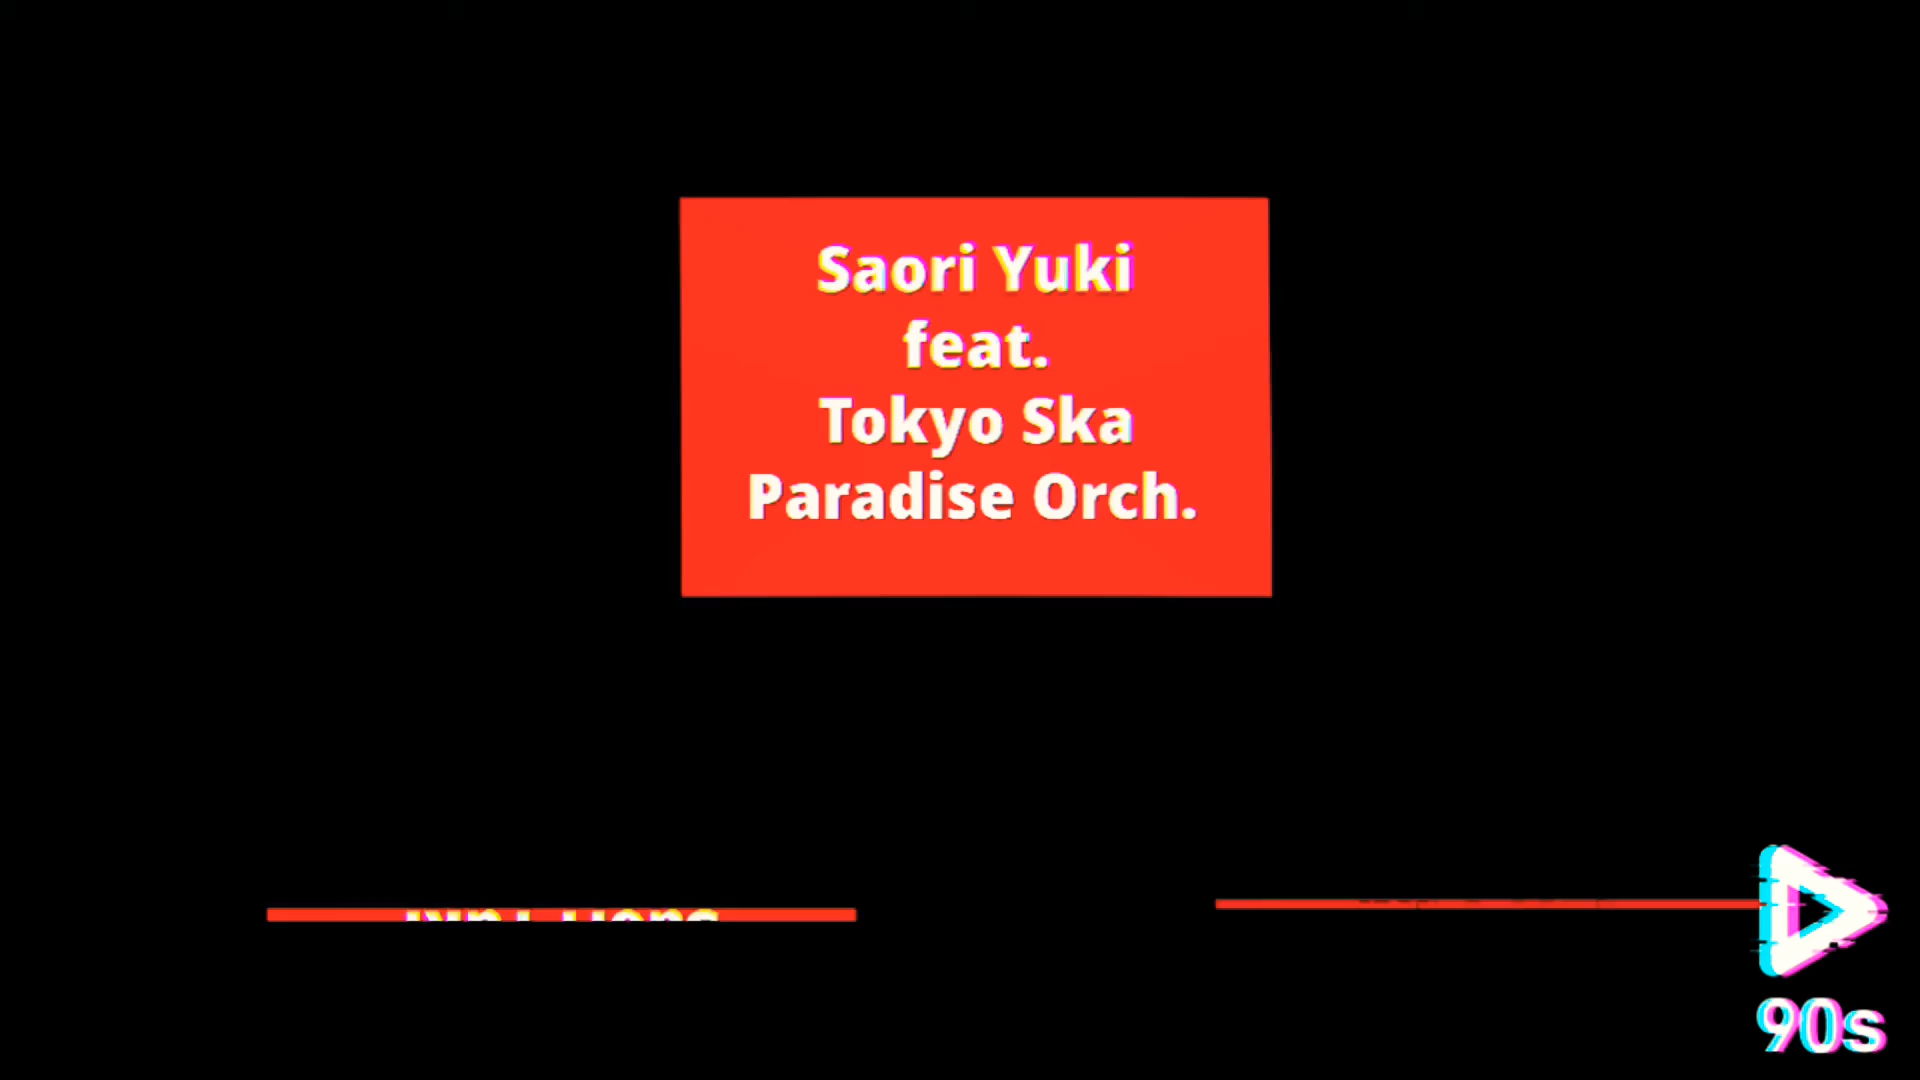 Saori Yuki
feat.
Tokyo Ska
Paradise Orch.
90s